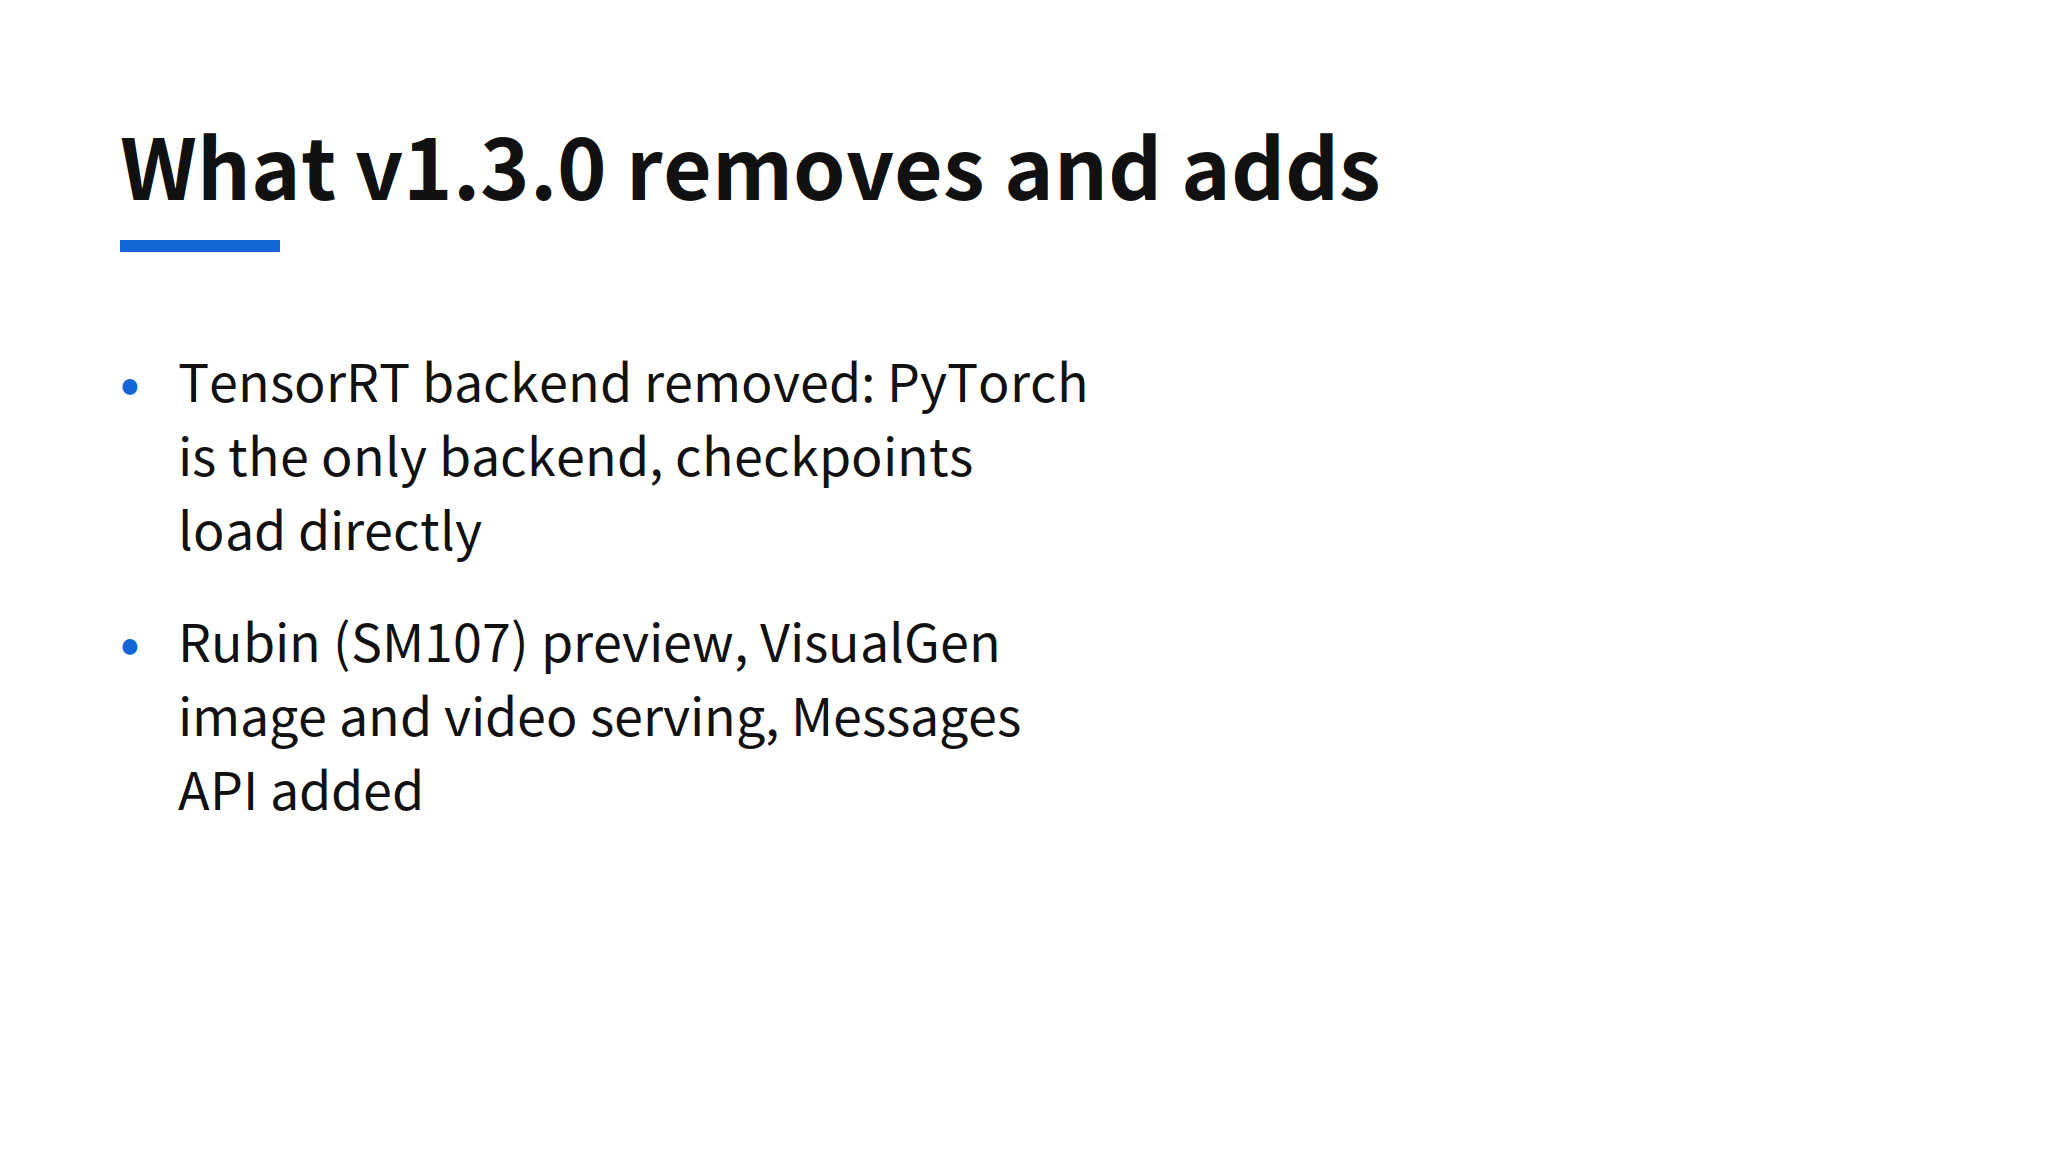 What v1.3.0 removes and adds
• TensorRT backend removed: PyTorch
is the only backend, checkpoints
load directly
• Rubin (SM107) preview, VisualGen
image and video serving, Messages
API added